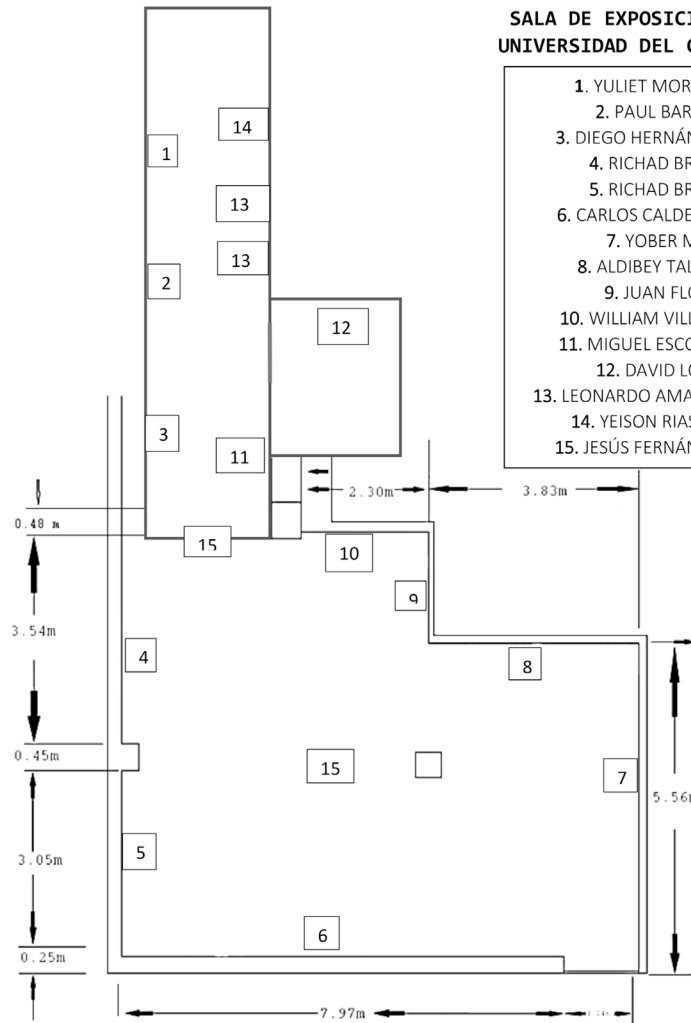 SALA DE EXPOSICI
UNIVERSIDAD DEL
1. YULIET MOR
2. PAUL BAR
3. DIEGO HERNÁN
4. RICHAD BR
5. RICHAD BR
6. CARLOS CALDE
7. YOBER M
8. ALDIBEY TAL
9. JUAN FLO
10. WILLIAM VILL
11. MIGUEL ESCO
12. DAVID LO
13. LEONARDO AMA
14. YEISON RIAS
15. JESÚS FERNÁN
14
1
13
13
2
12
3
11
2.30m
3.83m
0.48 m
15
10
9
3.54m
4
8
0.45m
15
7
5.56m
3.05m
5
6
0.25m
7.97m